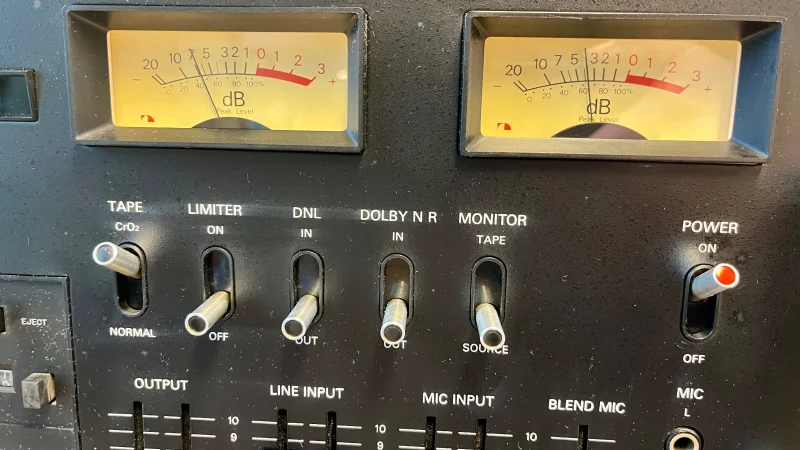 20 10 7 5 3 2 1 0 1 2 3
- +
0 20 40 60 80 100%
dB
Peak Level
20 10 7 5 3 2 1 0 1 2 3
- +
0 20 40 60 80 100%
dB
Peak Level
TAPE
CrO2
NORMAL
LIMITER
ON
OFF
DNL
IN
OUT
DOLBY N R
IN
OUT
MONITOR
TAPE
SOURCE
POWER
ON
OFF
EJECT
OUTPUT
LINE INPUT
MIC INPUT
BLEND MIC
MIC
L
10 10 10
9 9